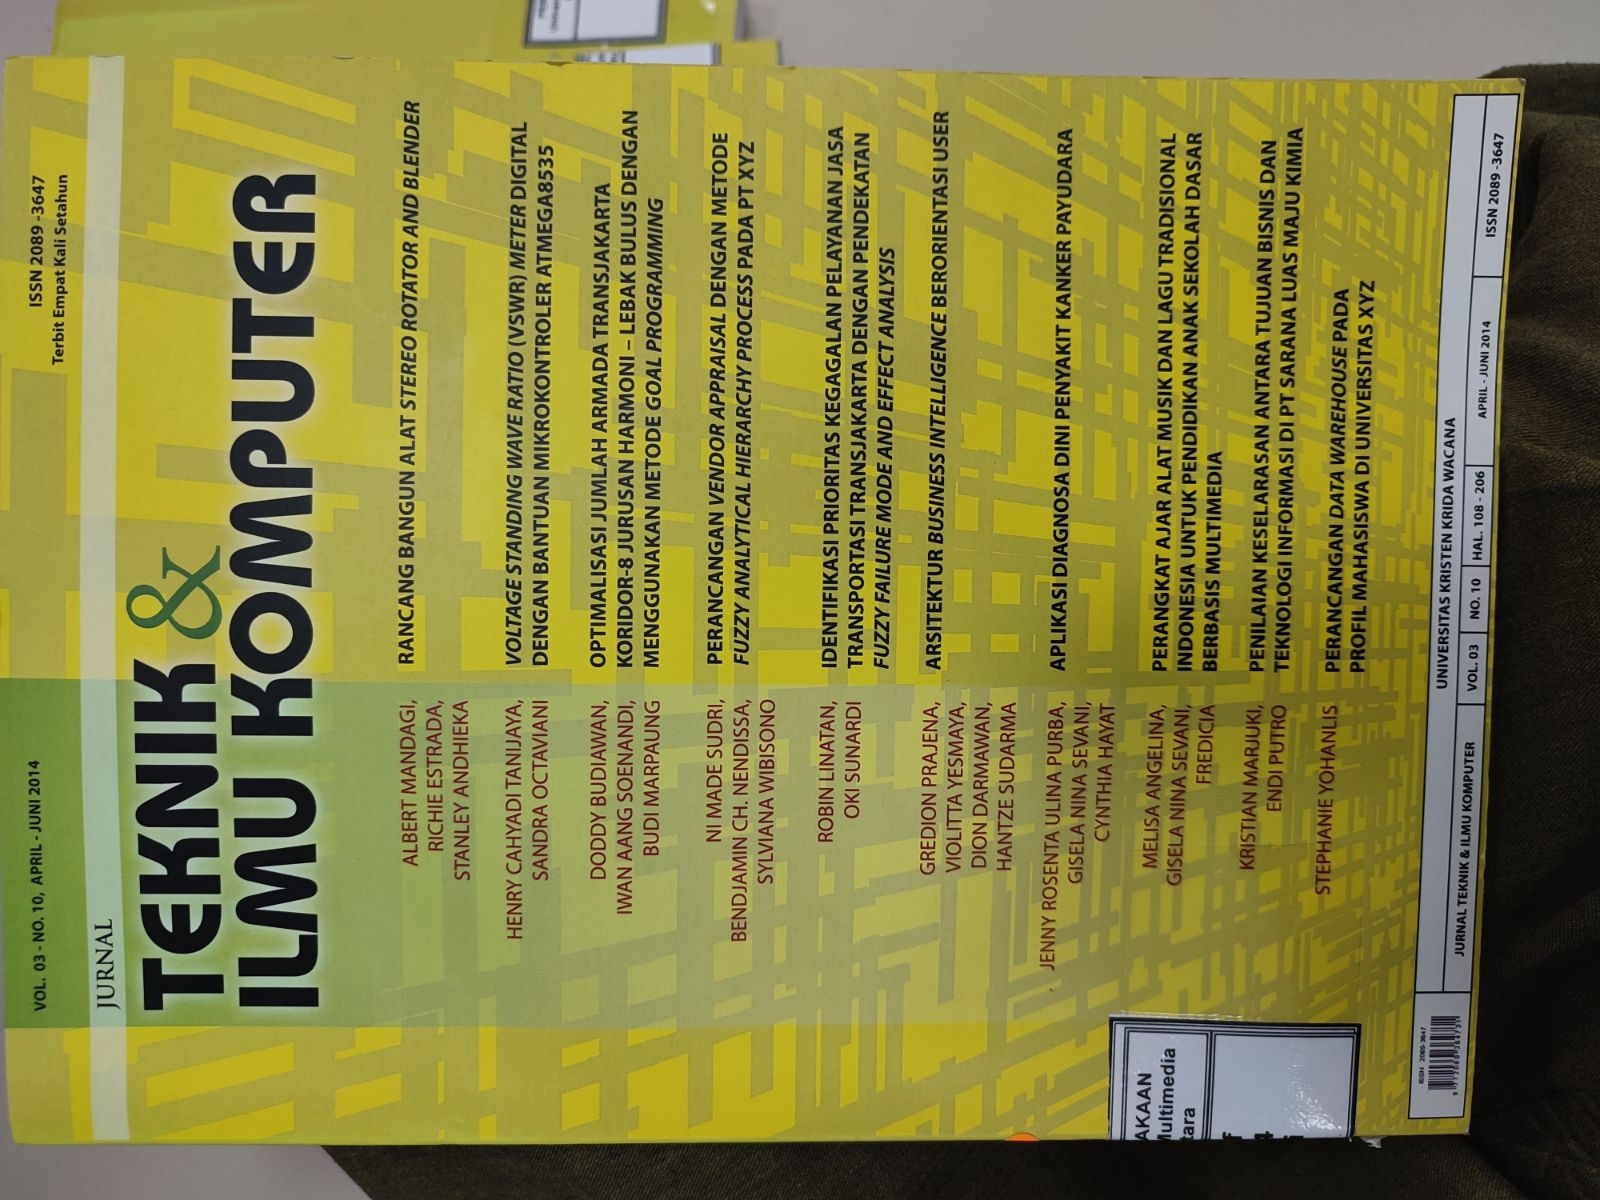 VOL. 03 - NO. 10, APRIL - JUNI 2014
ISSN 2089 -3647
Terbit Empat Kali Setahun
JURNAL
TEKNIK &
ILMU KOMPUTER
ALBERT MANDAGI,
RICHIE ESTRADA,
STANLEY ANDHIEKA
RANCANG BANGUN ALAT STEREO ROTATOR AND BLENDER
HENRY CAHYADI TANIJAYA,
SANDRA OCTAVIANI
VOLTAGE STANDING WAVE RATIO (VSWR) METER DIGITAL
DENGAN BANTUAN MIKROKONTROLER ATMEGA8535
DODDY BUDIAWAN,
IWAN AANG SOENANDI,
BUDI MARPAUNG
OPTIMALISASI JUMLAH ARMADA TRANSJAKARTA
KORIDOR-8 JURUSAN HARMONI – LEBAK BULUS DENGAN
MENGGUNAKAN METODE GOAL PROGRAMMING
NI MADE SUDRI,
BENDJAMIN CH. NENDISSA,
SYLVIANA WIBISONO
PERANCANGAN VENDOR APPRAISAL DENGAN METODE
FUZZY ANALYTICAL HIERARCHY PROCESS PADA PT XYZ
ROBIN LINATAN,
OKI SUNARDI
IDENTIFIKASI PRIORITAS KEGAGALAN PELAYANAN JASA
TRANSPORTASI TRANSJAKARTA DENGAN PENDEKATAN
FUZZY FAILURE MODE AND EFFECT ANALYSIS
GREDION PRAJENA,
VIOLITTA YESMAYA,
DION DARMAWAN,
HANTZE SUDARMA
ARSITEKTUR BUSINESS INTELLIGENCE BERORIENTASI USER
JENNY ROSENTA ULINA PURBA,
GISELA NINA SEVANI,
CYNTHIA HAYAT
APLIKASI DIAGNOSA DINI PENYAKIT KANKER PAYUDARA
MELISA ANGELINA,
GISELA NINA SEVANI,
FREDICIA
PERANGKAT AJAR ALAT MUSIK DAN LAGU TRADISIONAL
INDONESIA UNTUK PENDIDIKAN ANAK SEKOLAH DASAR
BERBASIS MULTIMEDIA
KRISTIAN MARJUKI,
ENDI PUTRO
PENILAIAN KESELARASAN ANTARA TUJUAN BISNIS DAN
TEKNOLOGI INFORMASI DI PT SARANA LUAS MAJU KIMIA
STEPHANIE YOHANLIS
PERANCANGAN DATA WAREHOUSE PADA
PROFIL MAHASISWA DI UNIVERSITAS XYZ
AKAAN
Multimedia
tara
ISSN 2089-3647
UNIVERSITAS KRISTEN KRIDA WACANA
JURNAL TEKNIK & ILMU KOMPUTER
VOL. 03
NO. 10
HAL. 108 - 206
APRIL - JUNI 2014
ISSN 2089 -3647